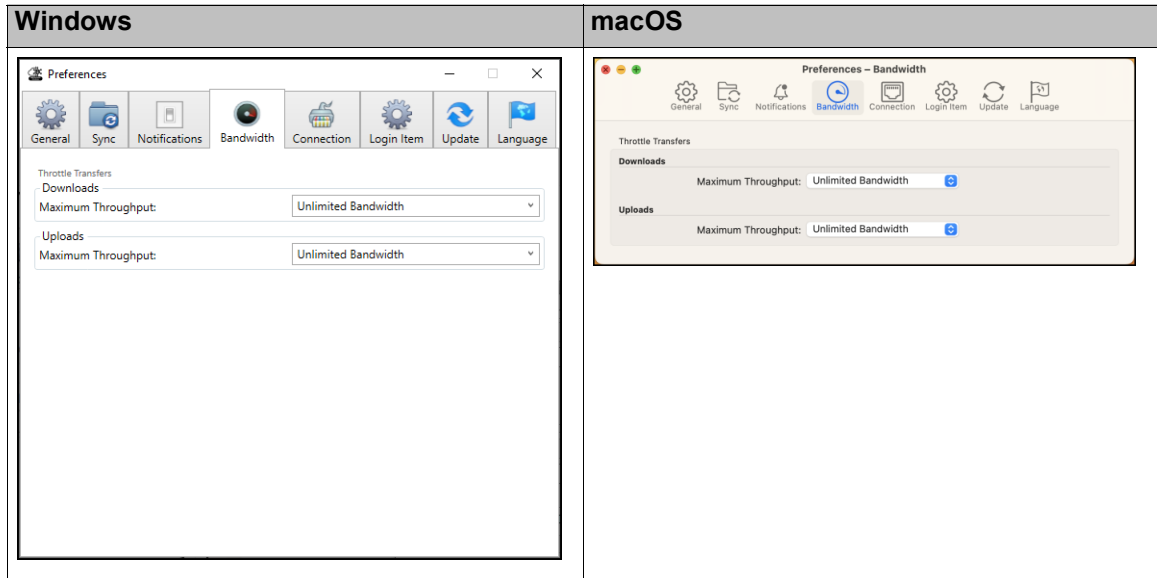 Windows
Preferences
General Sync Notifications Bandwidth Connection Login Item Update Language
Throttle Transfers
Downloads
Maximum Throughput: Unlimited Bandwidth
Uploads
Maximum Throughput: Unlimited Bandwidth
macOS
Preferences – Bandwidth
General Sync Notifications Bandwidth Connection Login Item Update Language
Throttle Transfers
Downloads
Maximum Throughput: Unlimited Bandwidth
Uploads
Maximum Throughput: Unlimited Bandwidth